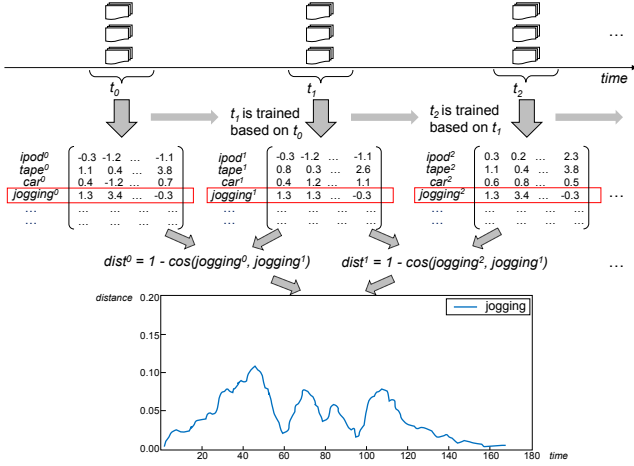 ...
time
t0 t1 t2
t1 is trained based on t0
t2 is trained based on t1
ipod0 -0.3 -1.2 ... -1.1
tape0 1.1 0.4 ... 3.8
car0 0.4 -1.2 ... 0.7
jogging0 1.3 3.4 ... -0.3
... ... ... ... ...
... ... ... ... ...
ipod1 -0.3 -1.2 ... -1.1
tape1 0.8 0.3 ... 2.6
car1 0.4 1.2 ... 1.1
jogging1 1.3 1.3 ... -0.3
... ... ... ... ...
... ... ... ... ...
ipod2 0.3 0.2 ... 2.3
tape2 1.1 0.4 ... 3.8
car2 0.6 0.8 ... 0.5
jogging2 1.3 3.4 ... -0.3
... ... ... ... ...
... ... ... ... ...
...
dist0 = 1 - cos(jogging0, jogging1)
dist1 = 1 - cos(jogging2, jogging1)
...
distance
0.20
0.15
0.10
0.05
0.00
jogging
20 40 60 80 100 120 140 160 180
time